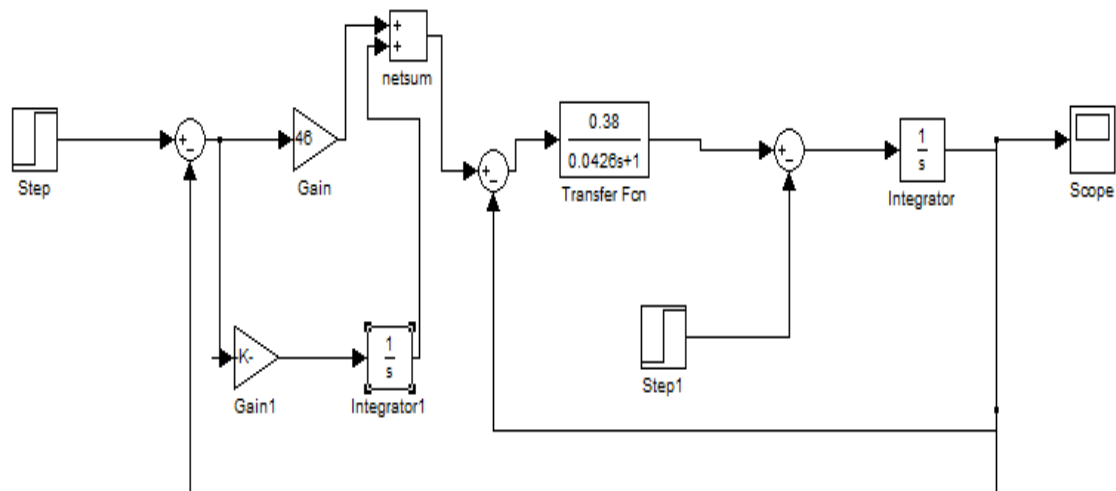 +
+
netsum
Step
+
−
46
Gain
+
−
0.38
0.0426s+1
Transfer Fcn
+
−
1
s
Integrator
Scope
-K-
Gain1
1
s
Integrator1
Step1